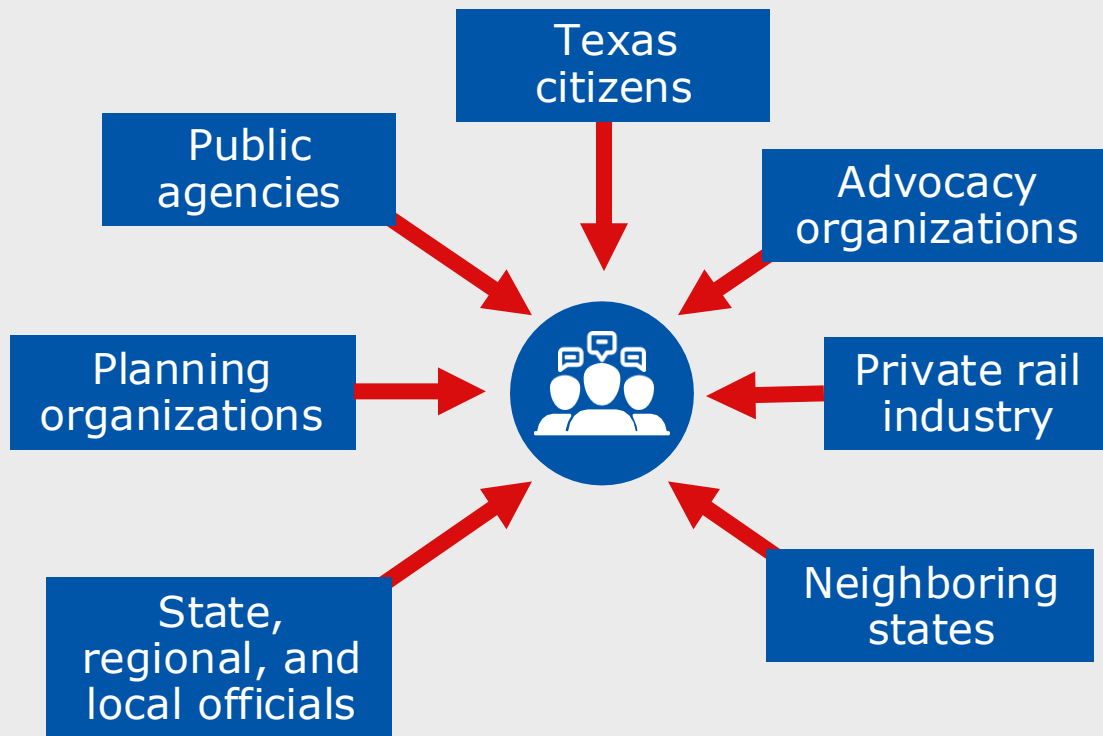 Texas
citizens
Public
agencies
Advocacy
organizations
Planning
organizations
Private rail
industry
State,
regional, and
local officials
Neighboring
states